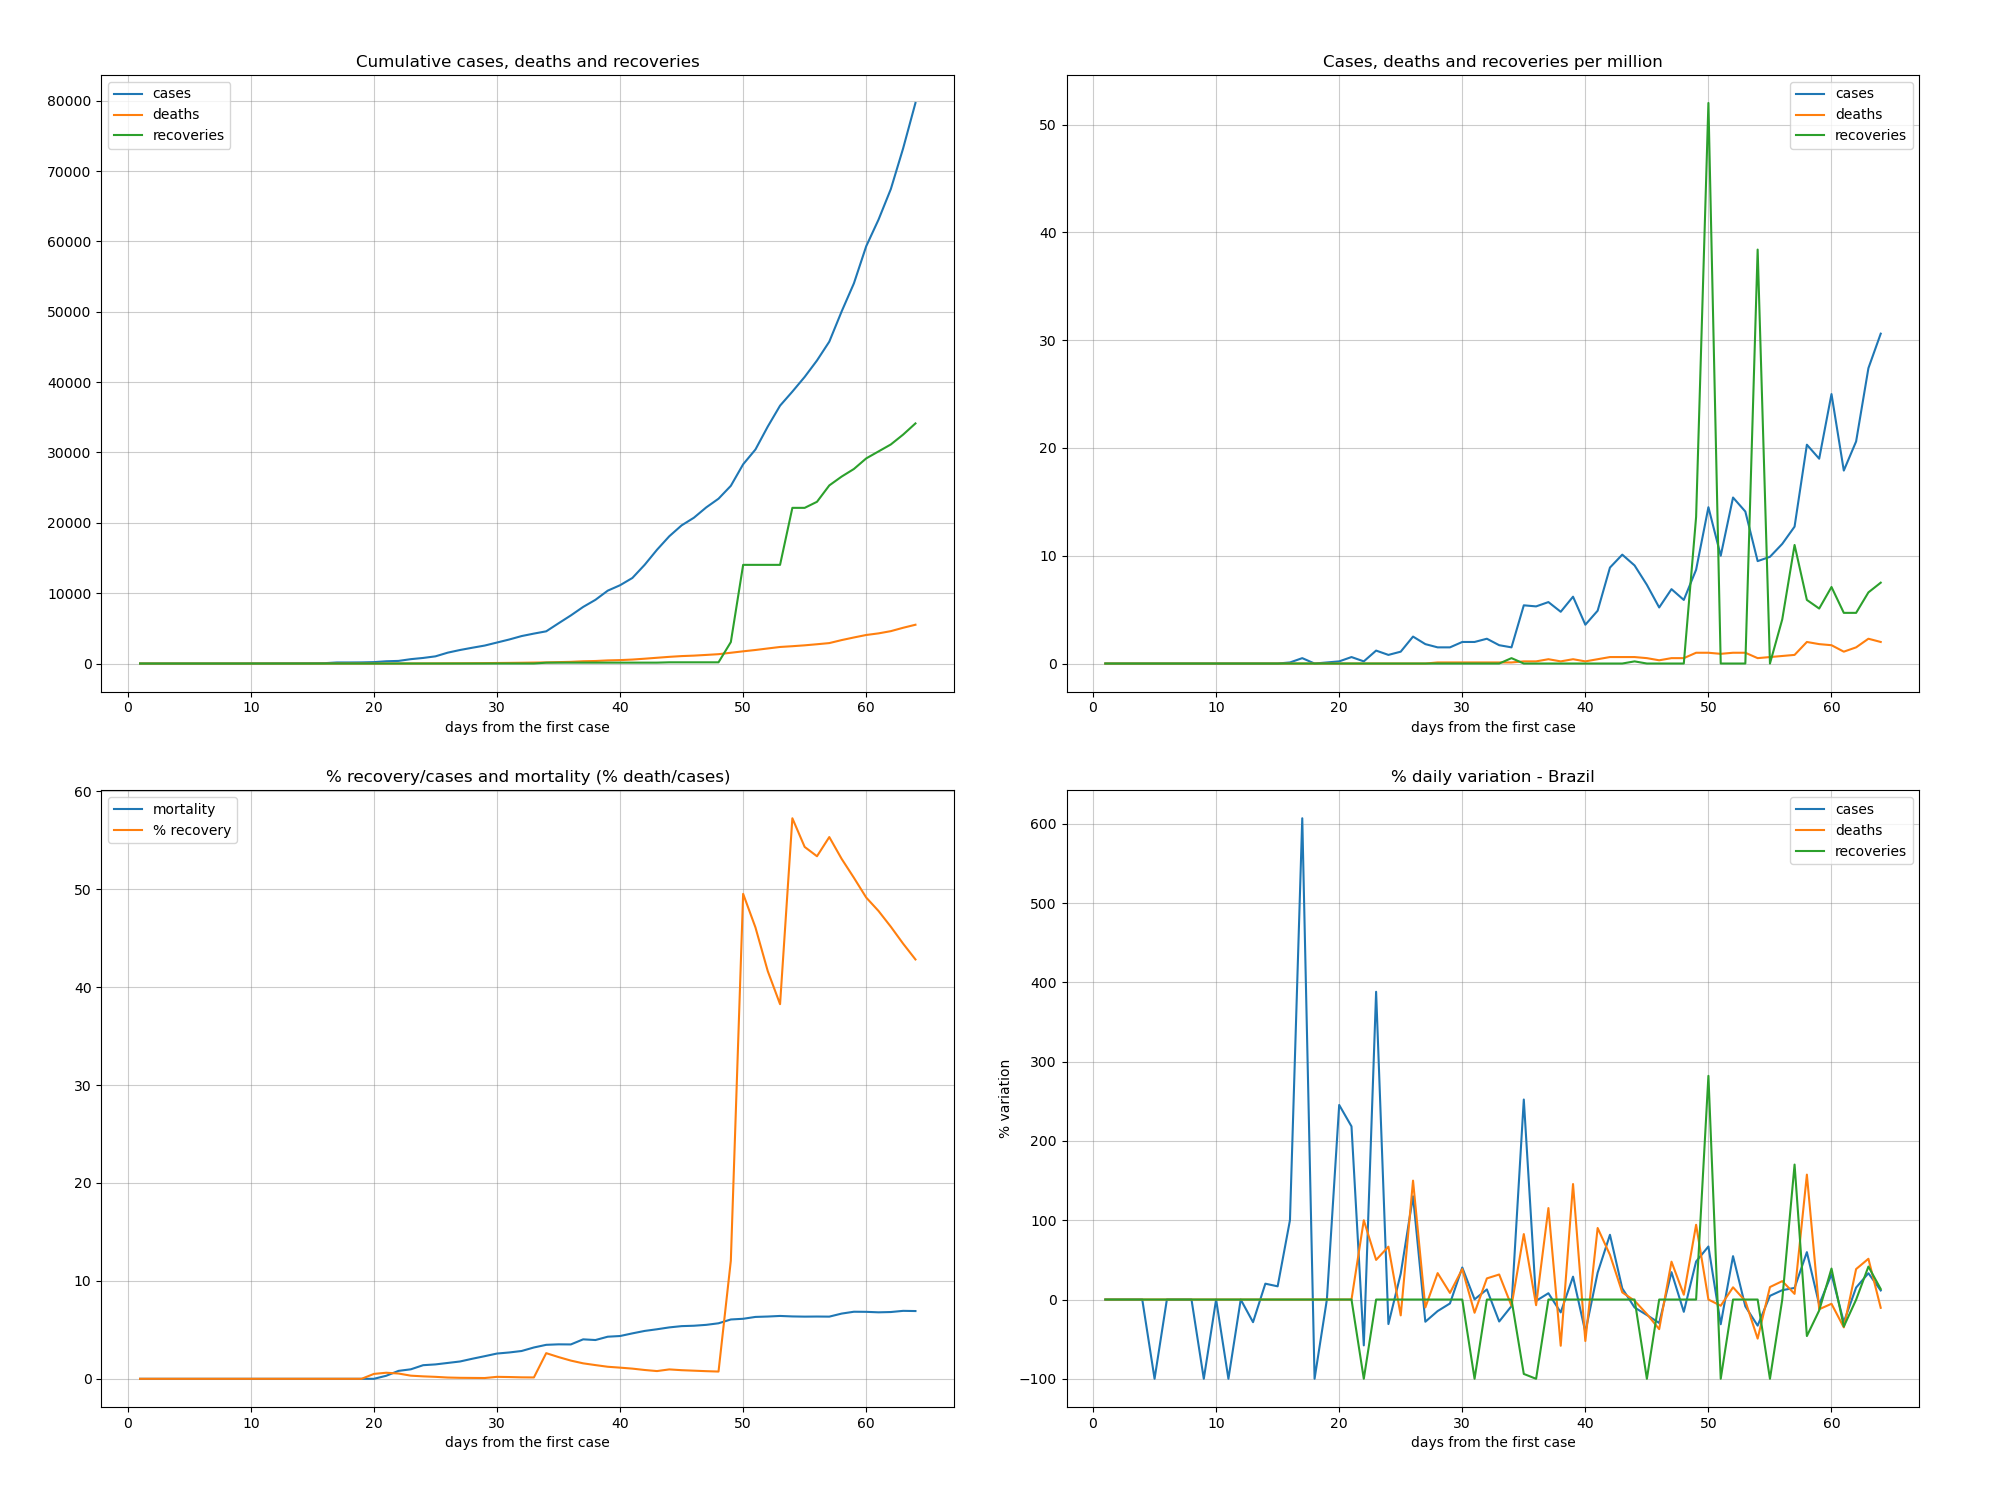 Cumulative cases, deaths and recoveries
cases
deaths
recoveries
80000
70000
60000
50000
40000
30000
20000
10000
0
0 10 20 30 40 50 60
days from the first case
Cases, deaths and recoveries per million
cases
deaths
recoveries
50
40
30
20
10
0
0 10 20 30 40 50 60
days from the first case
% recovery/cases and mortality (% death/cases)
mortality
% recovery
60
50
40
30
20
10
0
0 10 20 30 40 50 60
days from the first case
% daily variation - Brazil
cases
deaths
recoveries
% variation
600
500
400
300
200
100
0
−100
0 10 20 30 40 50 60
days from the first case